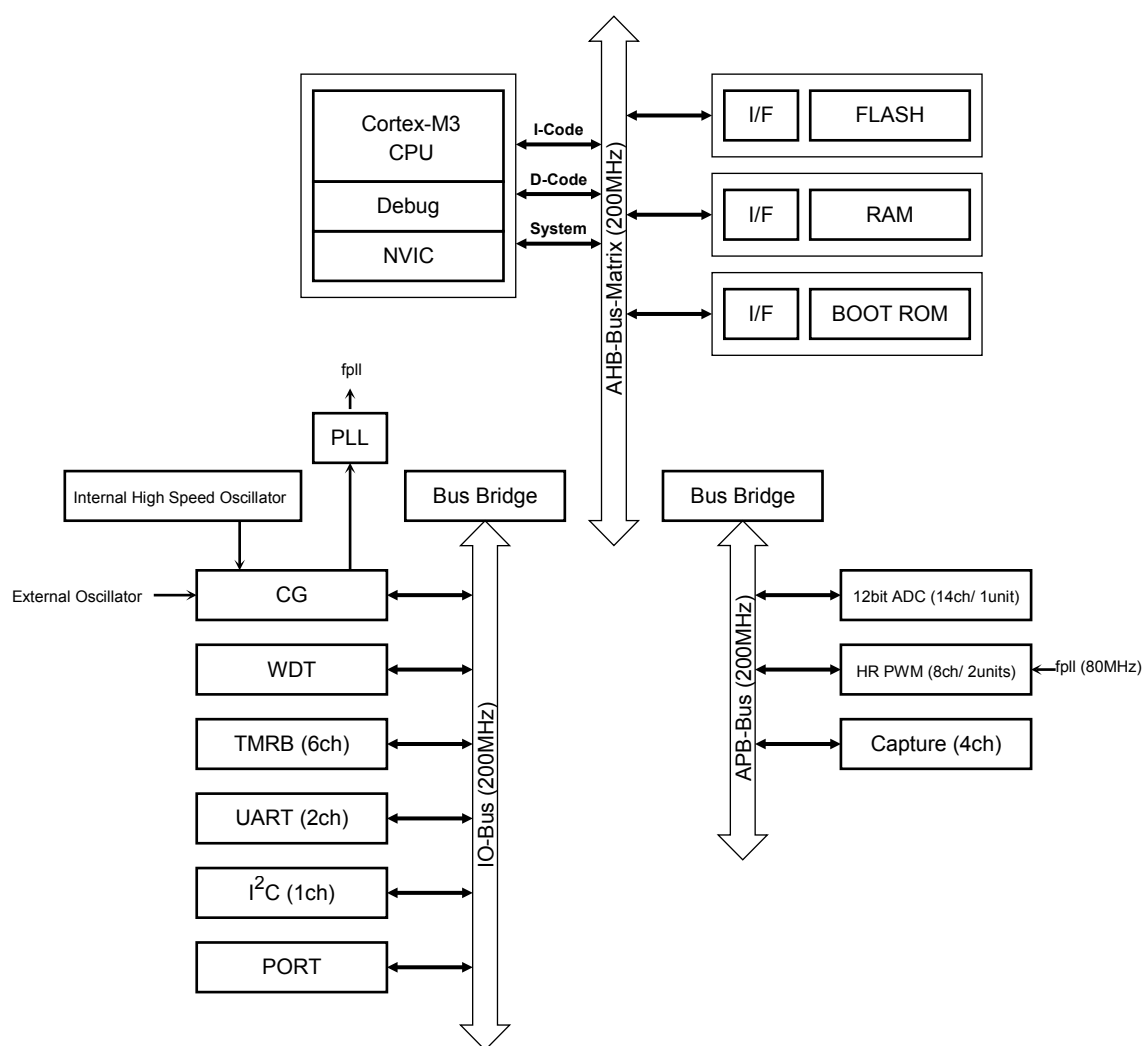 Cortex-M3
CPU
Debug
NVIC
I-Code
D-Code
System
AHB-Bus-Matrix (200MHz)
I/F
FLASH
I/F
RAM
I/F
BOOT ROM
fpll
PLL
Internal High Speed Oscillator
External Oscillator
CG
WDT
TMRB (6ch)
UART (2ch)
I²C (1ch)
PORT
Bus Bridge
IO-Bus (200MHz)
Bus Bridge
APB-Bus (200MHz)
12bit ADC (14ch/ 1unit)
HR PWM (8ch/ 2units)
fpll (80MHz)
Capture (4ch)